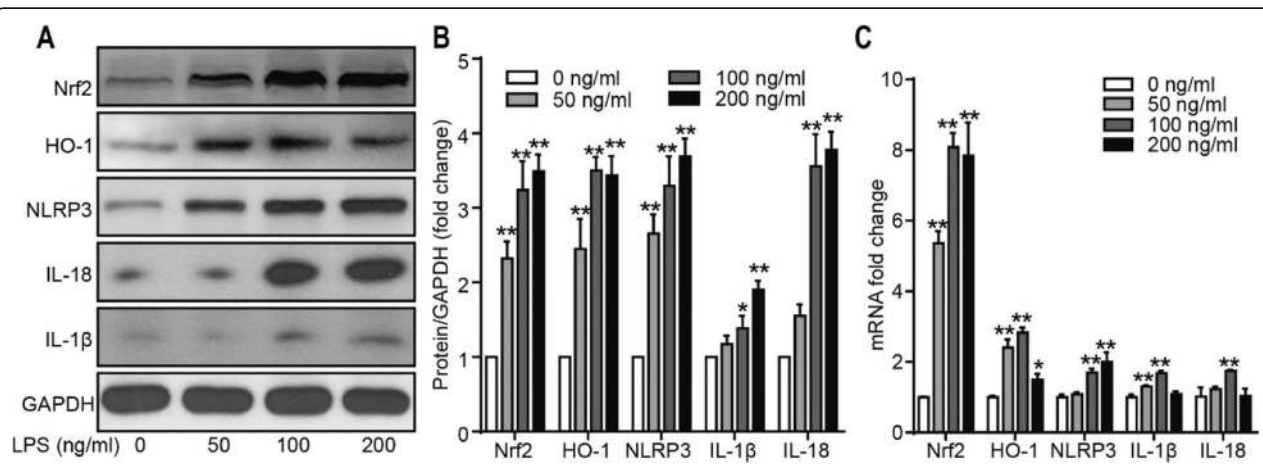 A
Nrf2
HO-1
NLRP3
IL-18
IL-1β
GAPDH
LPS (ng/ml) 0 50 100 200
B
Protein/GAPDH (fold change)
5
4
3
2
1
0
0 ng/ml
50 ng/ml
100 ng/ml
200 ng/ml
** ** **
** ** **
** ** **
* **
** **
Nrf2 HO-1 NLRP3 IL-1β IL-18
C
mRNA fold change
10
8
6
4
2
0
0 ng/ml
50 ng/ml
100 ng/ml
200 ng/ml
** ** **
** ** *
** **
** **
**
Nrf2 HO-1 NLRP3 IL-1β IL-18